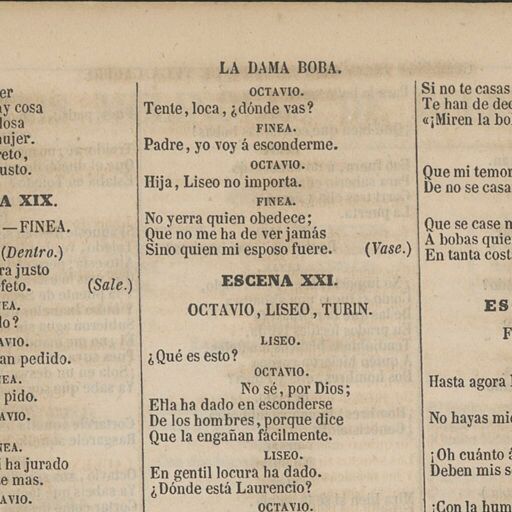 LA DAMA BOBA.
er
ay cosa
losa
ujer.
reto,
usto.
A XIX.
—FINEA.
(Dentro.)
ra justo
feto. (Sale.)
EA.
lo?
AVIO.
an pedido.
EA.
pido.
AVIO.
NEA.
i ha jurado
te mas.
AVIO.
OCTAVIO.
Tente, loca, ¿dónde vas?
FINEA.
Padre, yo voy á esconderme.
OCTAVIO.
Hija, Liseo no importa.
FINEA.
No yerra quien obedece;
Que no me ha de ver jamás
Sino quien mi esposo fuere. (Vase.)
ESCENA XXI.
OCTAVIO, LISEO, TURIN.
LISEO.
¿Qué es esto?
OCTAVIO.
No sé, por Dios;
Ella ha dado en esconderse
De los hombres, porque dice
Que la engañan fácilmente.
LISEO.
En gentil locura ha dado.
¿Dónde está Laurencio?
OCTAVIO.
Si no te casas
Te han de dec
«¡Miren la bo
Que mi temor
De no se casa
Que se case n
A bobas quie
En tanta cost
ES
F
Hasta agora l
No hayas mie
¡Oh cuánto á
Deben mis s
¡Con la hum